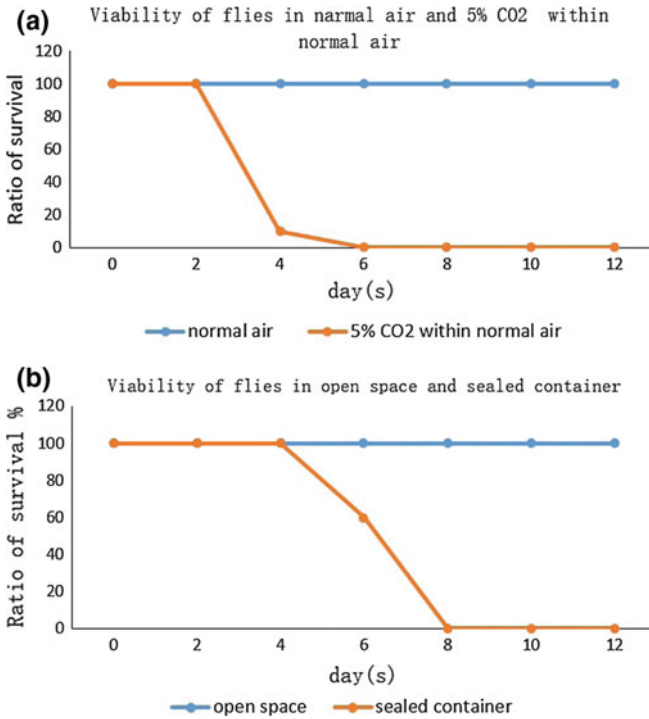 (a)
Viability of flies in narmal air and 5% CO2 within
normal air
Ratio of survival
120
100
80
60
40
20
0
0 2 4 6 8 10 12
day(s)
normal air 5% CO2 within normal air
(b)
Viability of flies in open space and sealed container
Ratio of survival %
120
100
80
60
40
20
0
0 2 4 6 8 10 12
day(s)
open space sealed container